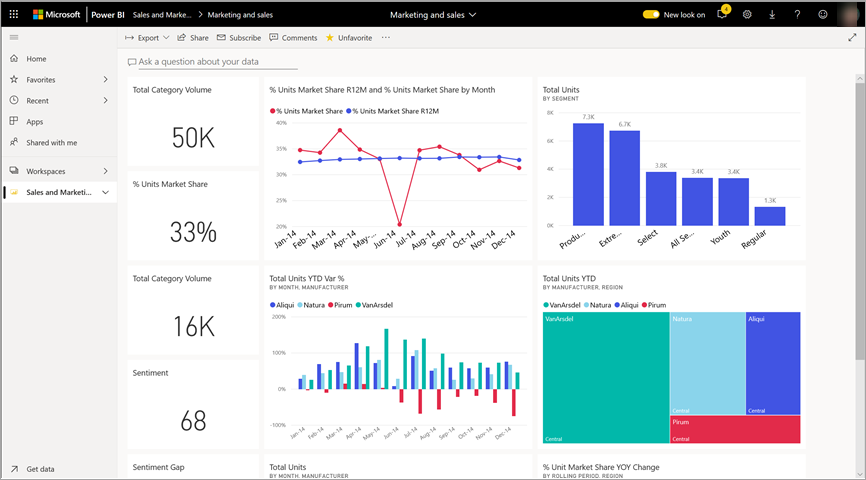 Microsoft Power BI Sales and Marke... > Marketing and sales Marketing and sales New look on 4 ?
Export Share Subscribe Comments Unfavorite ...
Home
Favorites
Recent
Apps
Shared with me
Workspaces
Sales and Marketi...
Get data
Ask a question about your data
Total Category Volume
50K
% Units Market Share
33%
Total Category Volume
16K
Sentiment
68
Sentiment Gap
% Units Market Share R12M and % Units Market Share by Month
% Units Market Share % Units Market Share R12M
40%
35%
30%
25%
20%
Jan-14 Feb-14 Mar-14 Apr-14 May-... Jun-14 Jul-14 Aug-14 Sep-14 Oct-14 Nov-14 Dec-14
Total Units
BY SEGMENT
8K
6K
4K
2K
0K
7.3K 6.7K 3.8K 3.4K 3.4K 1.3K
Produ... Extre... Select All Se... Youth Regular
Total Units YTD Var %
BY MONTH, MANUFACTURER
Aliqui Natura Pirum VanArsdel
200%
100%
0%
-100%
Jan-14 Feb-14 Mar-14 Apr-14 May-14 Jun-14 Jul-14 Aug-14 Sep-14 Oct-14 Nov-14 Dec-14
Total Units YTD
BY MANUFACTURER, REGION
VanArsdel Natura Aliqui Pirum
VanArsdel Natura Aliqui
Central Central
Pirum
Central Central
Total Units
BY MONTH, MANUFACTURER
% Unit Market Share YOY Change
BY ROLLING PERIOD, REGION